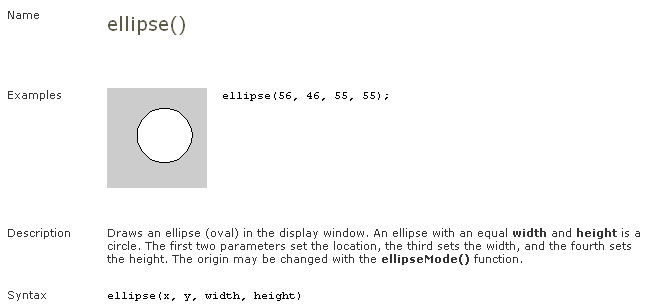 Name
ellipse()
Examples
ellipse(56, 46, 55, 55);
Description
Draws an ellipse (oval) in the display window. An ellipse with an equal width and height is a
circle. The first two parameters set the location, the third sets the width, and the fourth sets
the height. The origin may be changed with the ellipseMode() function.
Syntax
ellipse(x, y, width, height)